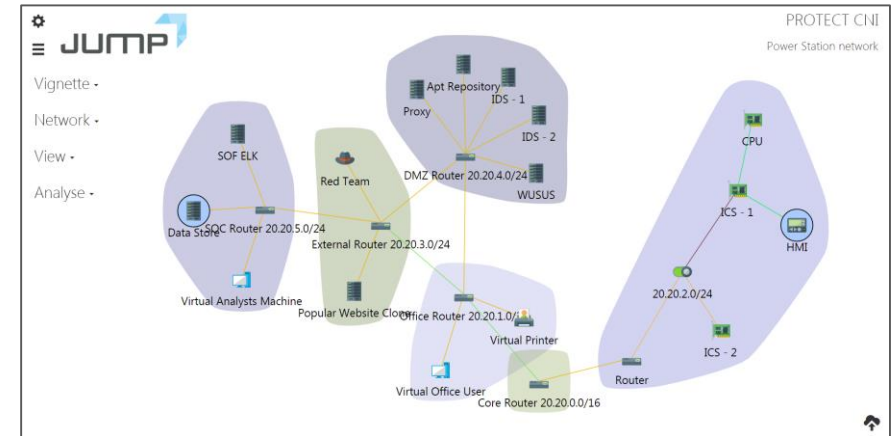 JUMP
PROTECT CNI
Power Station network
Vignette
Network
View
Analyse
SOF ELK
Data Store
SOC Router 20.20.5.0/24
Virtual Analysts Machine
Red Team
External Router 20.20.3.0/24
Popular Website Cloner
Apt Repository
Proxy
IDS - 1
IDS - 2
DMZ Router 20.20.4.0/24
WUSUS
Office Router 20.20.1.0/
Virtual Printer
Virtual Office User
Core Router 20.20.0.0/16
CPU
ICS - 1
HMI
20.20.2.0/24
ICS - 2
Router